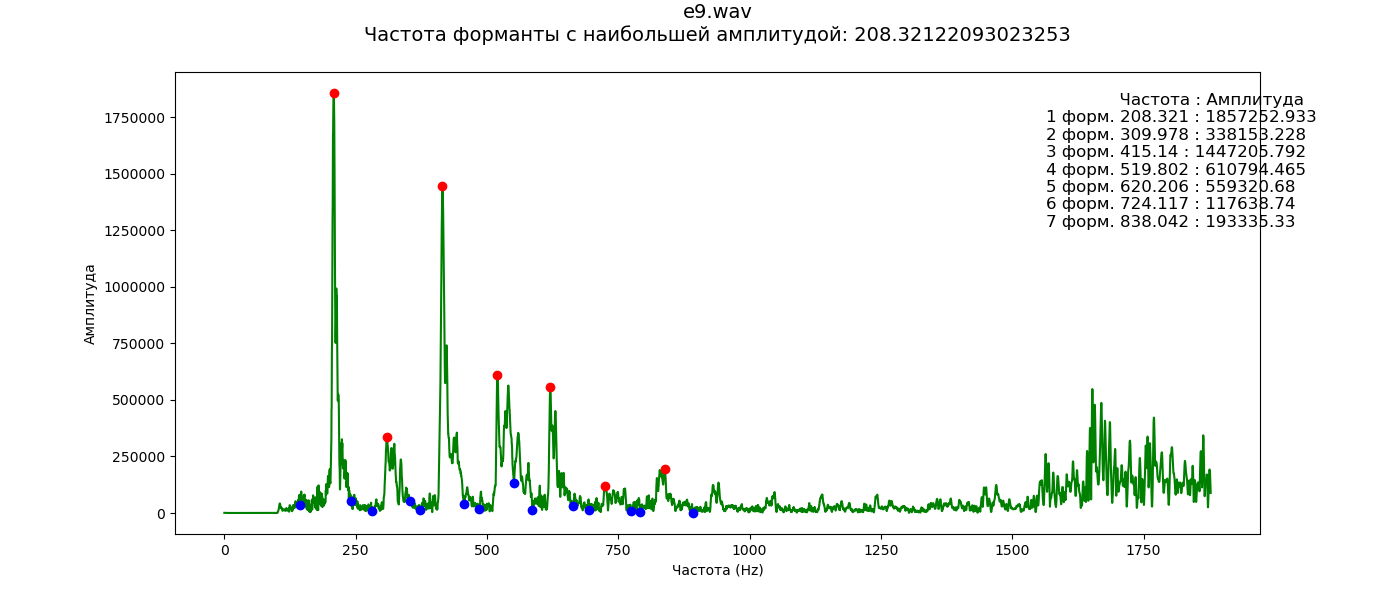 e9.wav
Частота форманты с наибольшей амплитудой: 208.32122093023253
Частота : Амплитуда
1 форм. 208.321 : 1857252.933
2 форм. 309.978 : 338153.228
3 форм. 415.14 : 1447205.792
4 форм. 519.802 : 610794.465
5 форм. 620.206 : 559320.68
6 форм. 724.117 : 117638.74
7 форм. 838.042 : 193335.33
Амплитуда
1750000
1500000
1250000
1000000
750000
500000
250000
0
0 250 500 750 1000 1250 1500 1750
Частота (Hz)